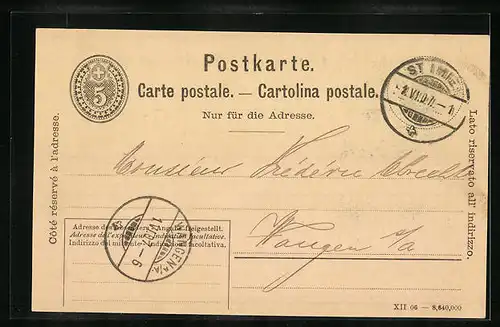 5
Postkarte.
Carte postale. — Cartolina postale.
Nur für die Adresse.
ST IMIER
Côté réservé à l'adresse.
Lato riservato all' indirizzo.
Monsieur Frédéric
Wangen a/a
Adresse des Angabe freigestellt.
Adresse de l'expéditeur. Indication facultative.
Indirizzo del mittente. facoltativa.
XII 06 — 8,640,000